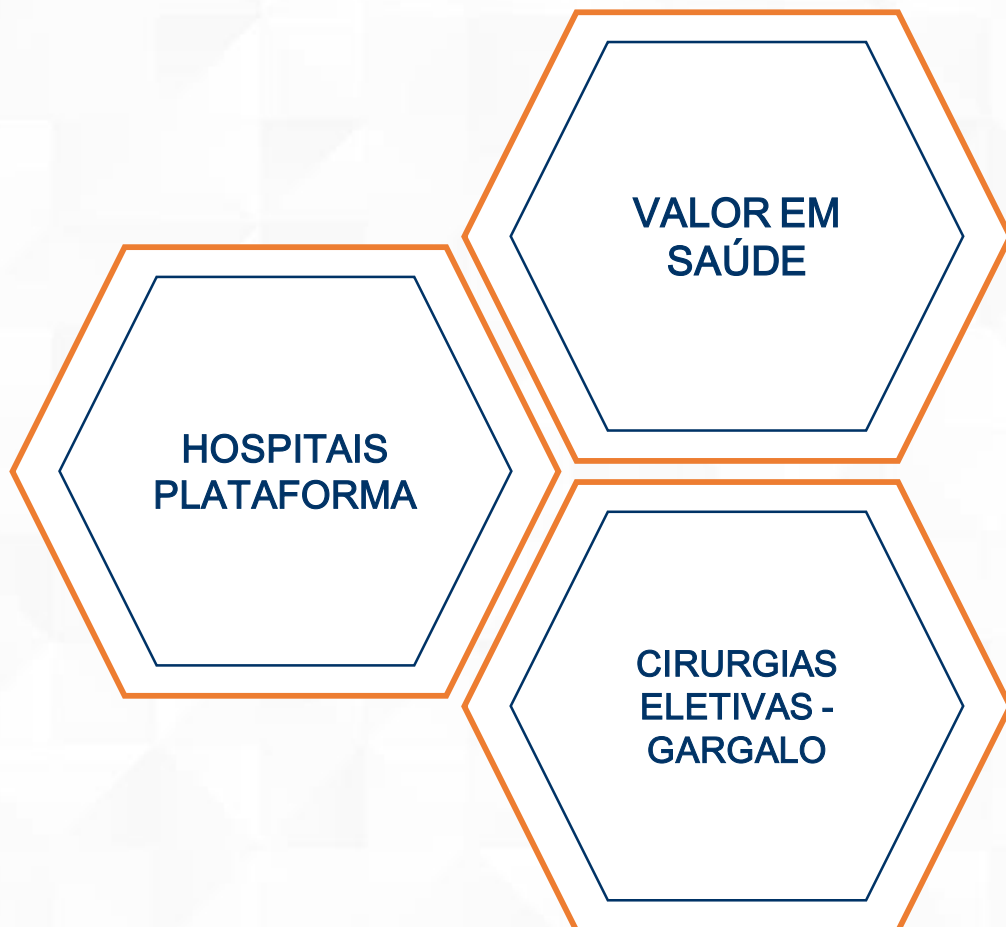 VALOR EM
SAÚDE
HOSPITAIS
PLATAFORMA
CIRURGIAS
ELETIVAS -
GARGALO